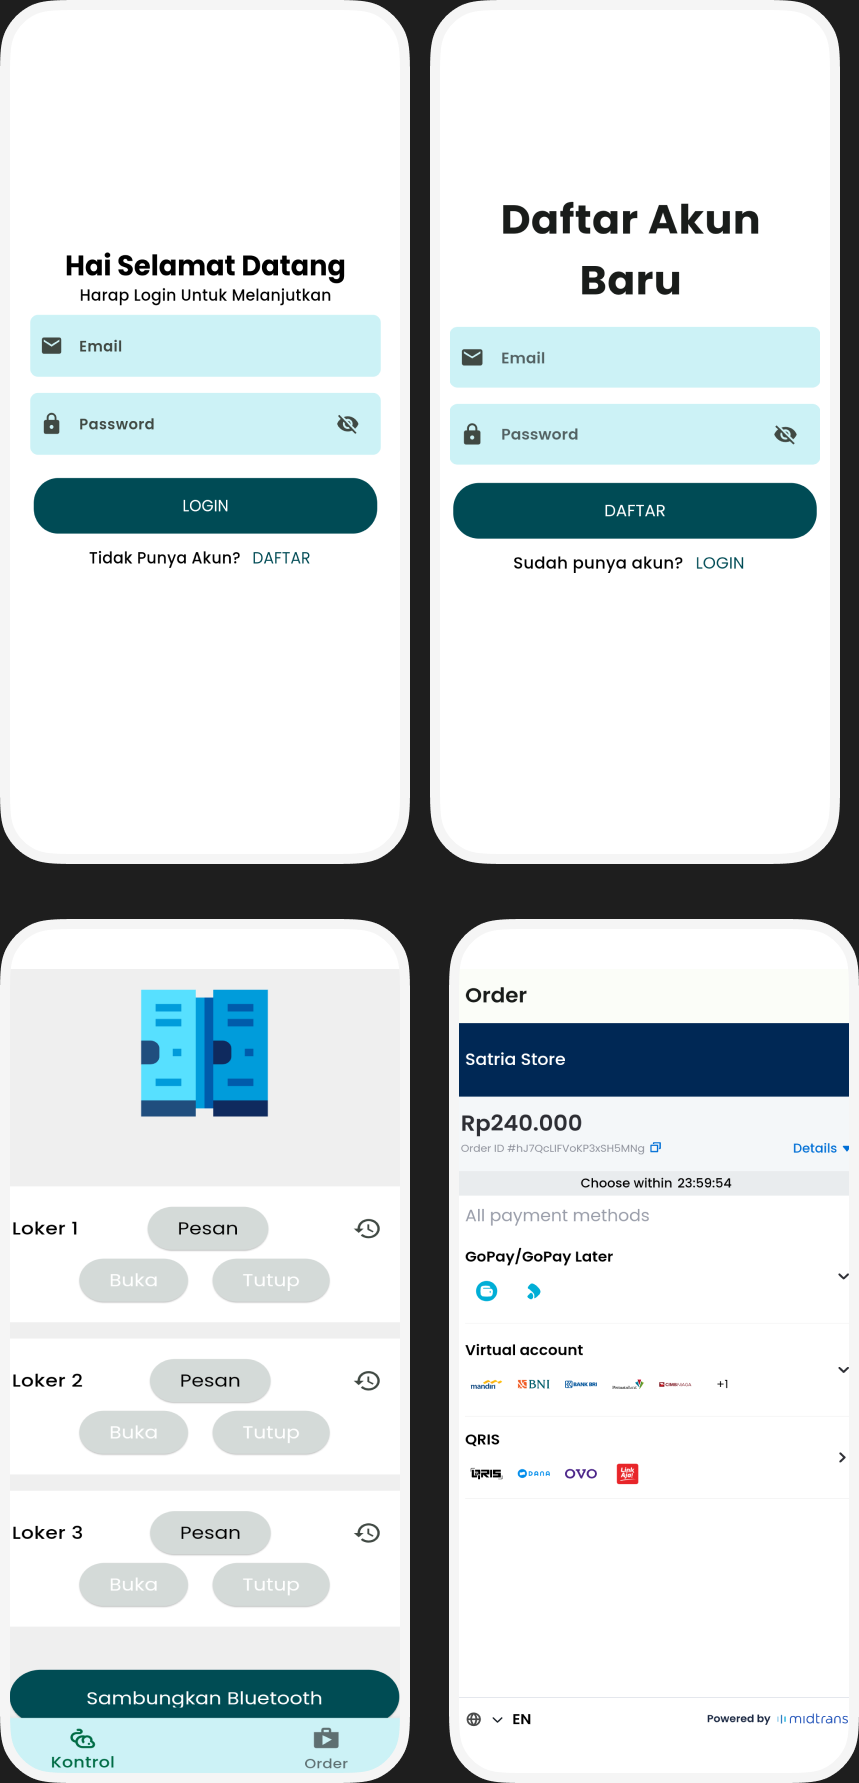 Hai Selamat Datang
Harap Login Untuk Melanjutkan
Email
Password
LOGIN
Tidak Punya Akun? DAFTAR
Daftar Akun
Baru
Email
Password
DAFTAR
Sudah punya akun? LOGIN
Loker 1 Pesan
Buka Tutup
Loker 2 Pesan
Buka Tutup
Loker 3 Pesan
Buka Tutup
Sambungkan Bluetooth
Kontrol Order
Order
Satria Store
Rp240.000
Order ID #hJ7QcLIFVoKP3xSH5MNg Details
Choose within 23:59:54
All payment methods
GoPay/GoPay Later
Virtual account
mandiri BNI BANK BRI CIMB NIAGA +1
QRIS
QRIS DANA OVO LinkAja!
EN Powered by midtrans